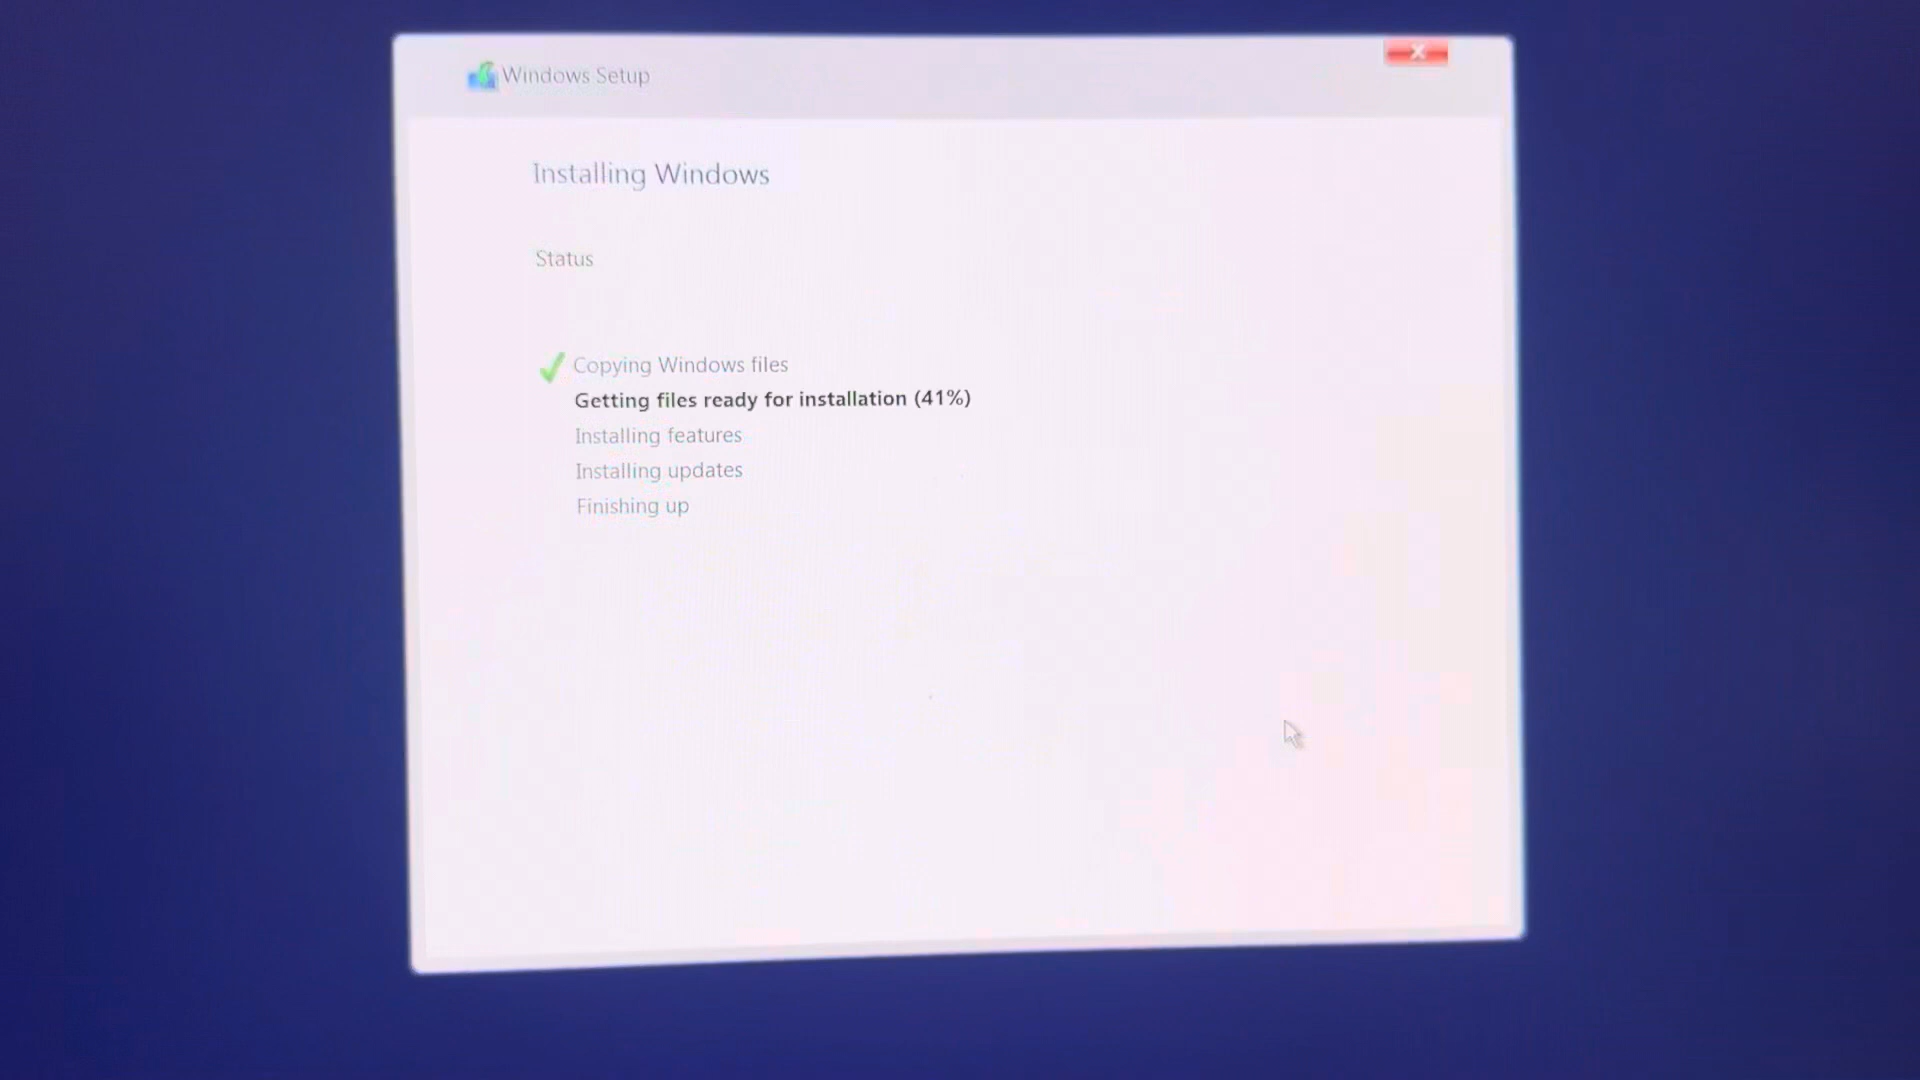 Windows Setup
Installing Windows
Status
Copying Windows files
Getting files ready for installation (41%)
Installing features
Installing updates
Finishing up